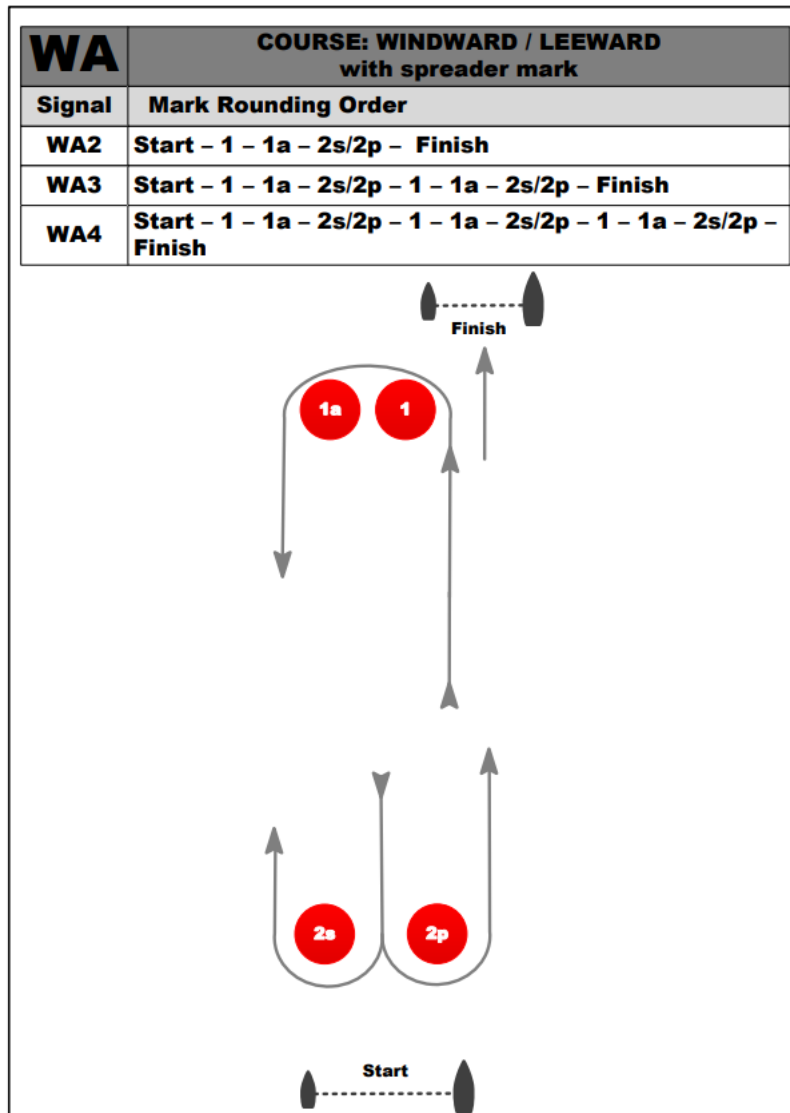 WA
COURSE: WINDWARD / LEEWARD
with spreader mark
Signal Mark Rounding Order
WA2 Start – 1 – 1a – 2s/2p – Finish
WA3 Start – 1 – 1a – 2s/2p – 1 – 1a – 2s/2p – Finish
WA4 Start – 1 – 1a – 2s/2p – 1 – 1a – 2s/2p – 1 – 1a – 2s/2p –
Finish
Finish
1a 1
2s 2p
Start